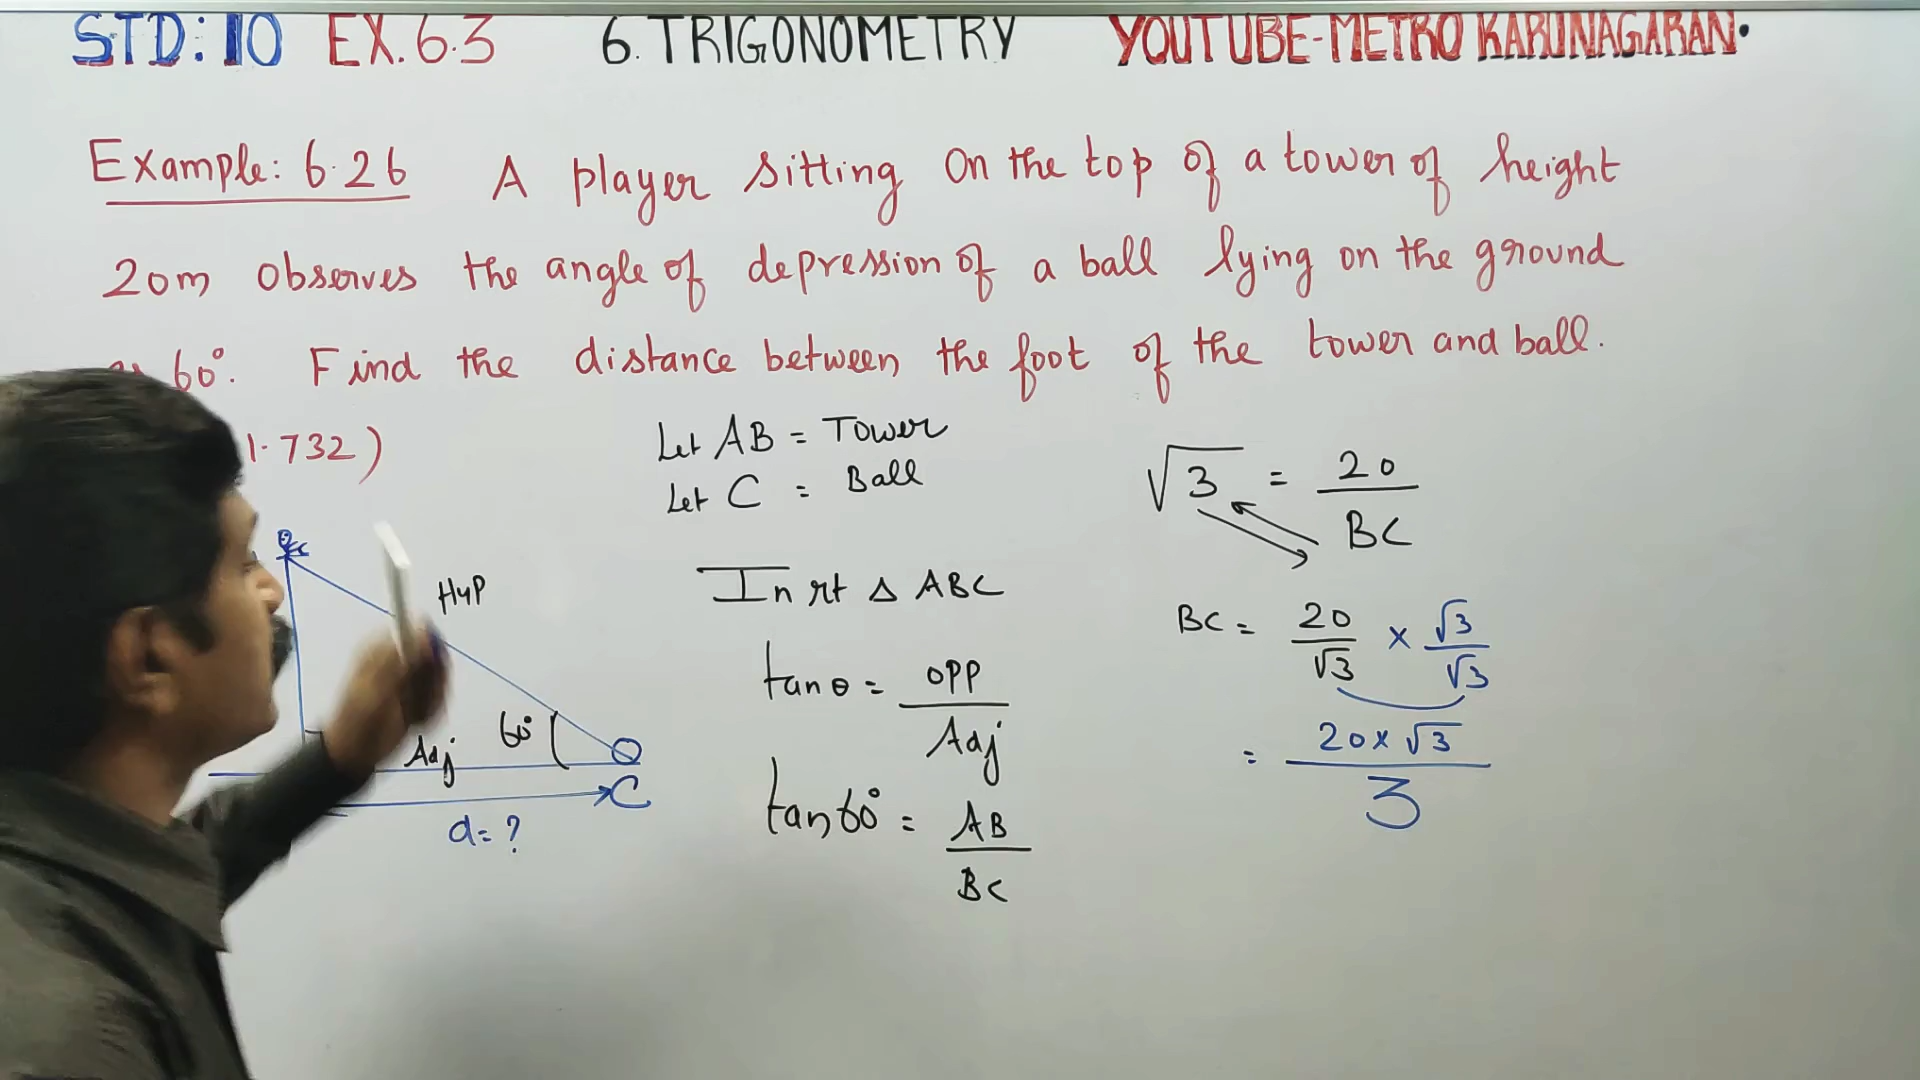 STD: 10 EX. 6.3 6. TRIGONOMETRY YOUTUBE-METRO KARUNAGARAN.
Example: 6.26 A player sitting On the top of a tower of height
20m observes the angle of depression of a ball lying on the ground
60°. Find the distance between the foot of the tower and ball.
1.732)
Let AB = Tower
Let C = Ball
In rt Δ ABC
tan θ = opp / Adj
tan 60° = AB / BC
√3 = 20 / BC
BC = 20/√3 × √3/√3
= 20×√3 / 3
Hyp
60°
Adj
C
d = ?